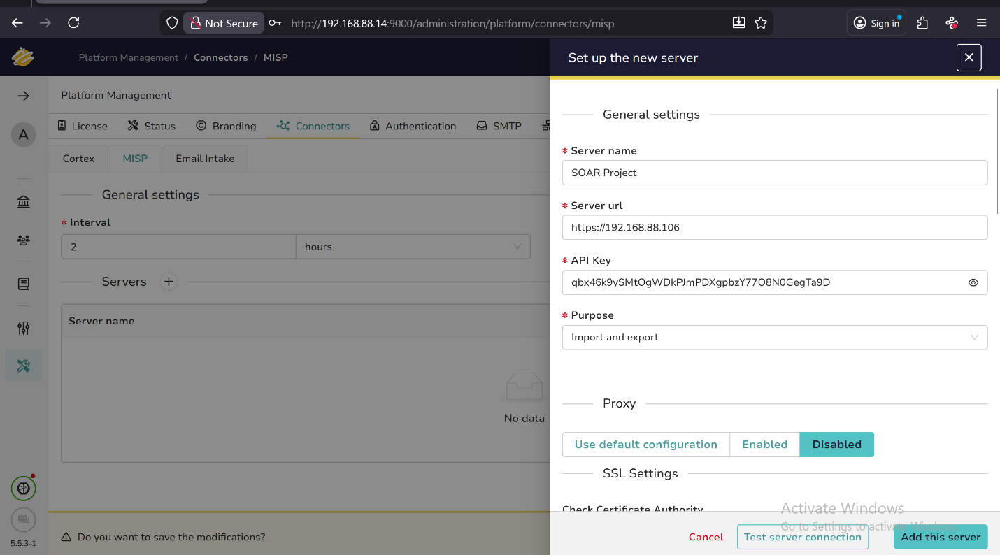 Not Secure
http://192.168.88.14:9000/administration/platform/connectors/misp
Sign in
Platform Management / Connectors / MISP
Set up the new server
Platform Management
A
License
Status
Branding
Connectors
Authentication
SMTP
Cortex
MISP
Email Intake
General settings
* Interval
2
hours
Servers
Server name
No data
Do you want to save the modifications?
5.5.3-1
General settings
* Server name
SOAR Project
* Server url
https://192.168.88.106
* API Key
qbx46k9ySMtOgWDkPJmPDXgpbzY77O8N0GegTa9D
* Purpose
Import and export
Proxy
Use default configuration
Enabled
Disabled
SSL Settings
Check Certificate Authority
Activate Windows
Go to Settings to activate Windows.
Cancel
Test server connection
Add this server